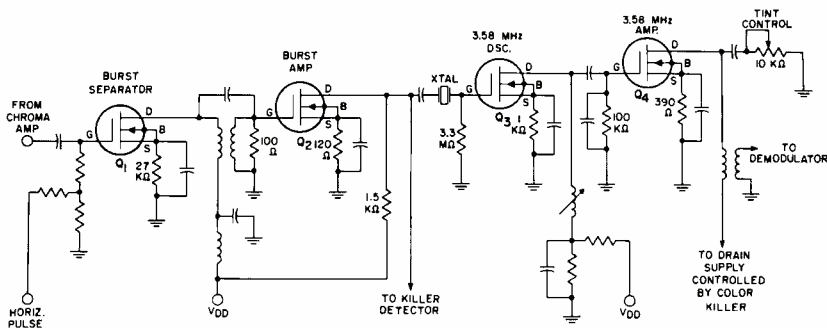 BURST
SEPARATOR
FROM
CHROMA
AMP
G
D
B
S
Q1
27
KΩ
HORIZ.
PULSE
VDD
BURST
AMP
100
Ω
G
D
B
S
Q2
120
Ω
1.5
KΩ
TO KILLER
DETECTOR
XTAL
3.3
MΩ
3.58 MHz
OSC.
G
D
B
S
Q3
1
KΩ
VDD
3.58 MHz
AMP.
100
KΩ
G
D
B
S
Q4
390
Ω
TINT
CONTROL
10 KΩ
TO
DEMODULATOR
TO DRAIN
SUPPLY
CONTROLLED
BY COLOR
KILLER